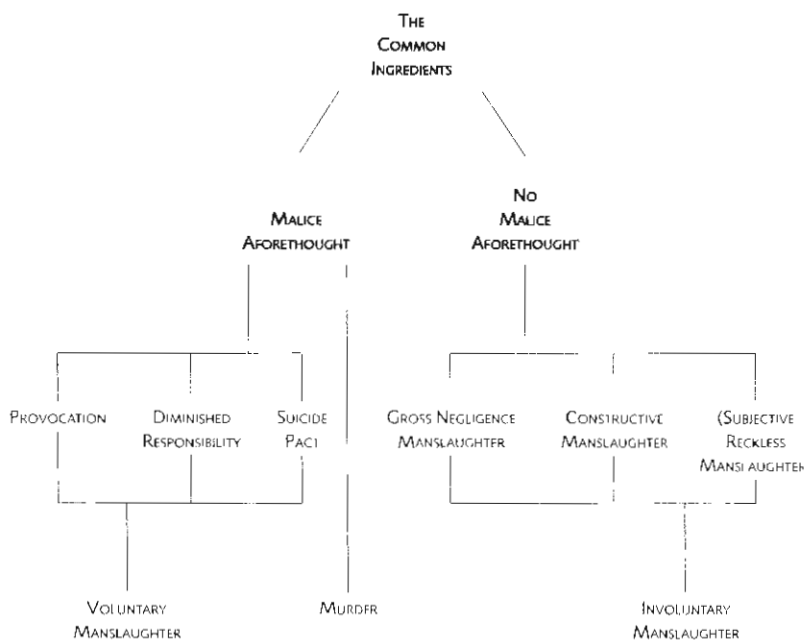 THE
COMMON
INGREDIENTS
MALICE
AFORETHOUGHT
NO
MALICE
AFORETHOUGHT
PROVOCATION
DIMINISHED
RESPONSIBILITY
SUICIDE
PACT
GROSS NEGLIGENCE
MANSLAUGHTER
CONSTRUCTIVE
MANSLAUGHTER
(SUBJECTIVE
RECKLESS
MANSLAUGHTER
VOLUNTARY
MANSLAUGHTER
MURDER
INVOLUNTARY
MANSLAUGHTER